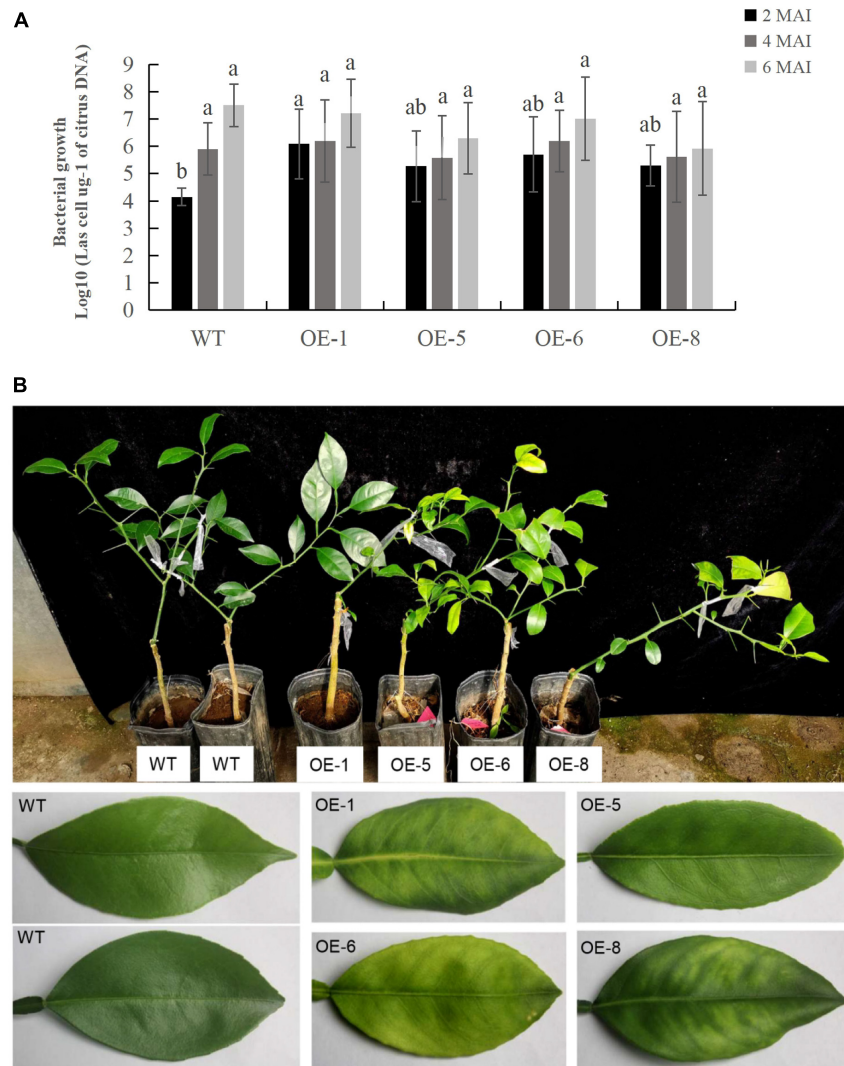 A
2 MAI
4 MAI
6 MAI
Bacterial growth
Log10 (Las cell ug-1 of citrus DNA)
9
8
7
6
5
4
3
2
1
0
b a a
a a a
ab a a
ab a a
ab a a
WT OE-1 OE-5 OE-6 OE-8
B
WT WT OE-1 OE-5 OE-6 OE-8
WT OE-1 OE-5
WT OE-6 OE-8